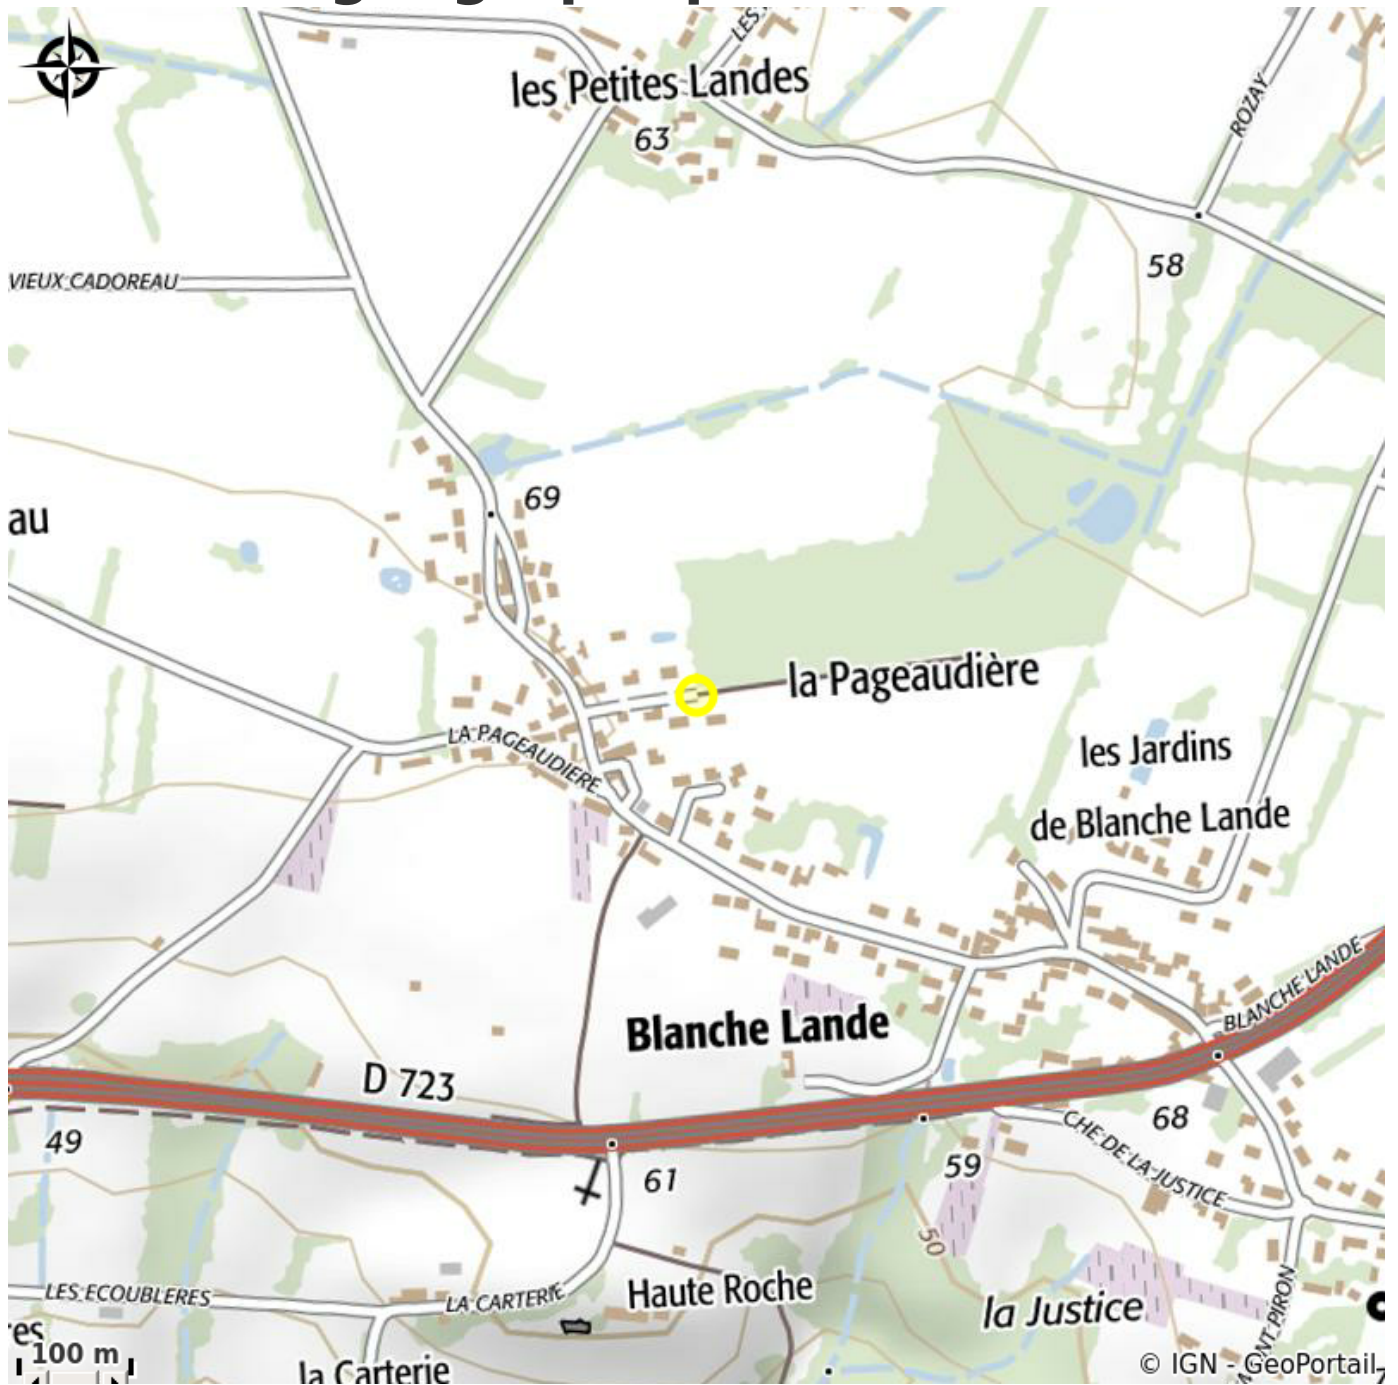 les Petites Landes
63
ROZAY
58
VIEUX CADOREAU
69
au
la Pageaudière
LA PAGEAUDIERE
les Jardins
de Blanche Lande
BLANCHE LANDE
Blanche Lande
D 723
49
61
59
68
CHE DE LA JUSTICE
50
LES ECOUBLERES
LA CARTERIE
Haute Roche
la Justice
100 m
la Carterie
© IGN - GeoPortail